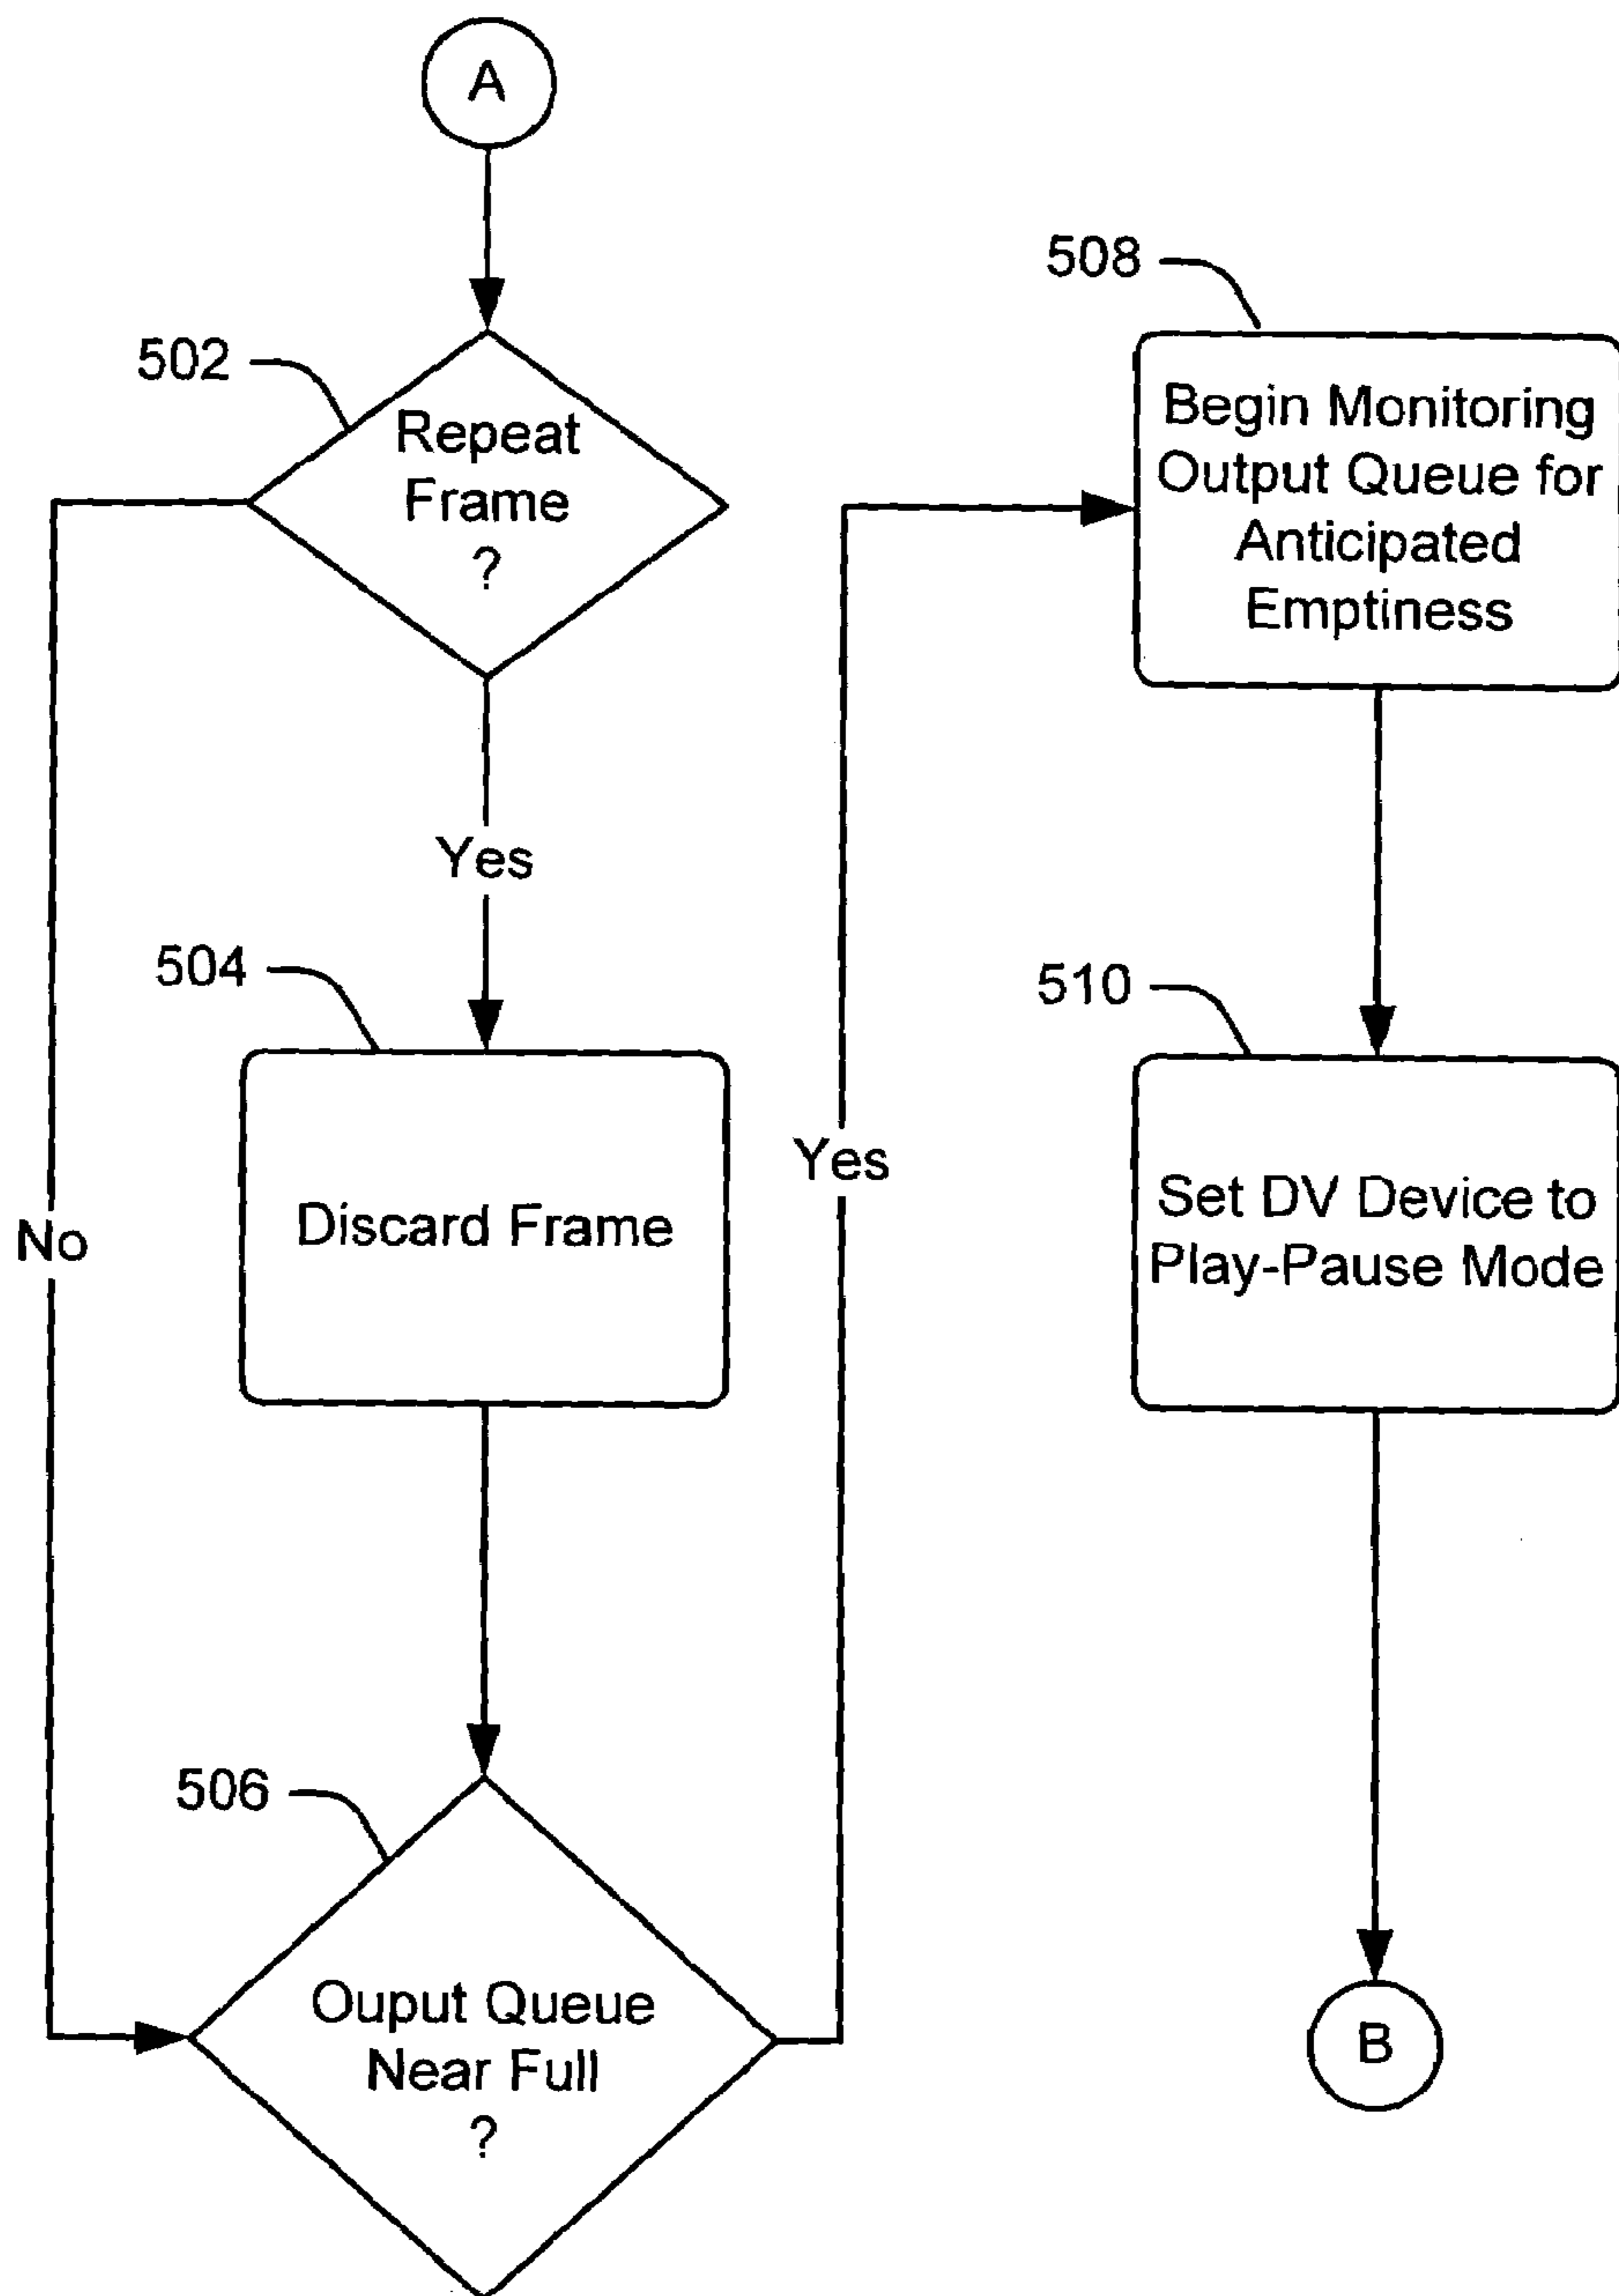 A
502
Repeat
Frame
?
Yes
No
504
Discard Frame
506
Ouput Queue
Near Full
?
Yes
508
Begin Monitoring
Output Queue for
Anticipated
Emptiness
510
Set DV Device to
Play-Pause Mode
B